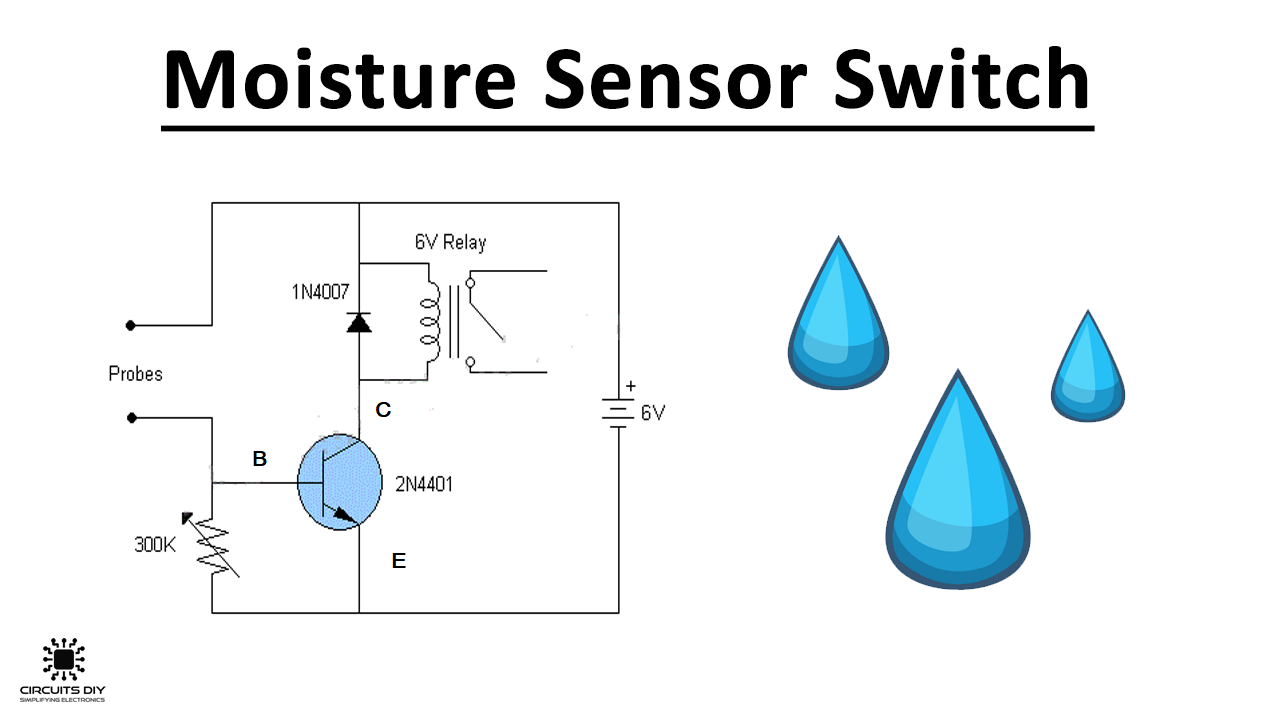 Moisture Sensor Switch
6V Relay
1N4007
Probes
C
+
6V
B
2N4401
300K
E
CIRCUITS DIY
SIMPLIFYING ELECTRONICS